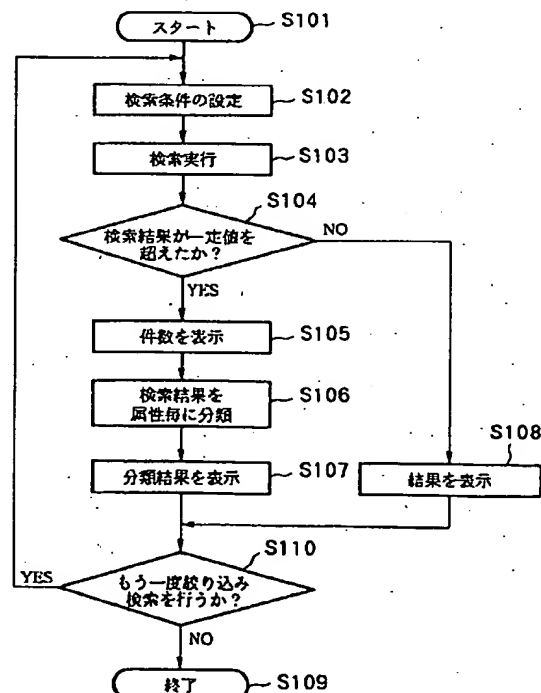 スタート
S101
検索条件の設定
S102
検索実行
S103
S104
検索結果が一定値を
超えたか？
NO
YES
件数を表示
S105
検索結果を
属性毎に分類
S106
分類結果を表示
S107
S108
結果を表示
S110
YES
もう一度絞り込み
検索を行うか？
NO
終了
S109